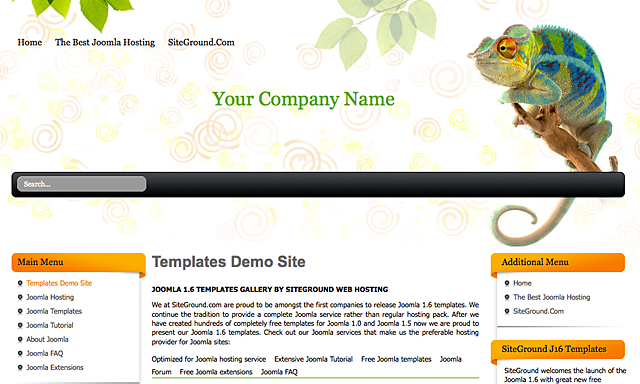 Home The Best Joomla Hosting SiteGround.Com
Your Company Name
Search...
Main Menu
Templates Demo Site
Joomla Hosting
Joomla Templates
Joomla Tutorial
About Joomla
Joomla FAQ
Joomla Extensions
Templates Demo Site
JOOMLA 1.6 TEMPLATES GALLERY BY SITEGROUND WEB HOSTING
We at SiteGround.com are proud to be amongst the first companies to release Joomla 1.6 templates. We
continue the tradition to provide a complete Joomla service rather than regular hosting pack. After we
have created hundreds of completely free templates for Joomla 1.0 and Joomla 1.5 now we are proud to
present our Joomla 1.6 templates. Check out our Joomla services that make us the preferable hosting
provider for Joomla sites:
Optimized for Joomla hosting service Extensive Joomla Tutorial Free Joomla templates Joomla
Forum Free Joomla extensions Joomla FAQ
Additional Menu
Home
The Best Joomla Hosting
SiteGround.Com
SiteGround J16 Templates
SiteGround welcomes the launch of the
Joomla 1.6 with great new free